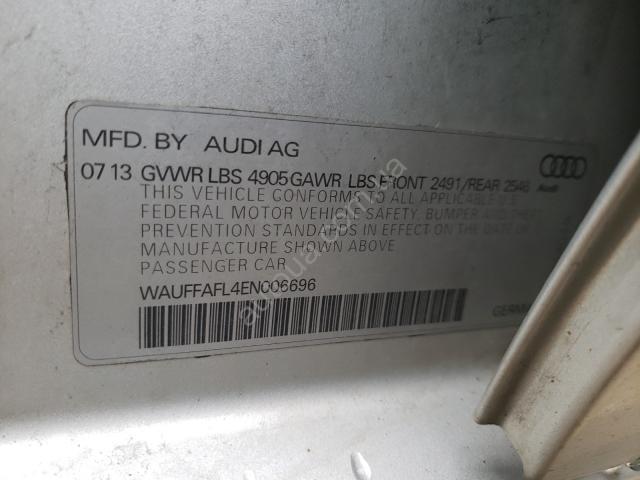 MFD. BY AUDI AG
07 13 GVWR LBS 4905 GAWR LBS FRONT 2491/REAR 2546
Audi
THIS VEHICLE CONFORMS TO ALL APPLICABLE U.S.
FEDERAL MOTOR VEHICLE SAFETY, BUMPER AND THEFT
PREVENTION STANDARDS IN EFFECT ON THE DATE OF
MANUFACTURE SHOWN ABOVE
PASSENGER CAR
WAUFFAFL4EN006696